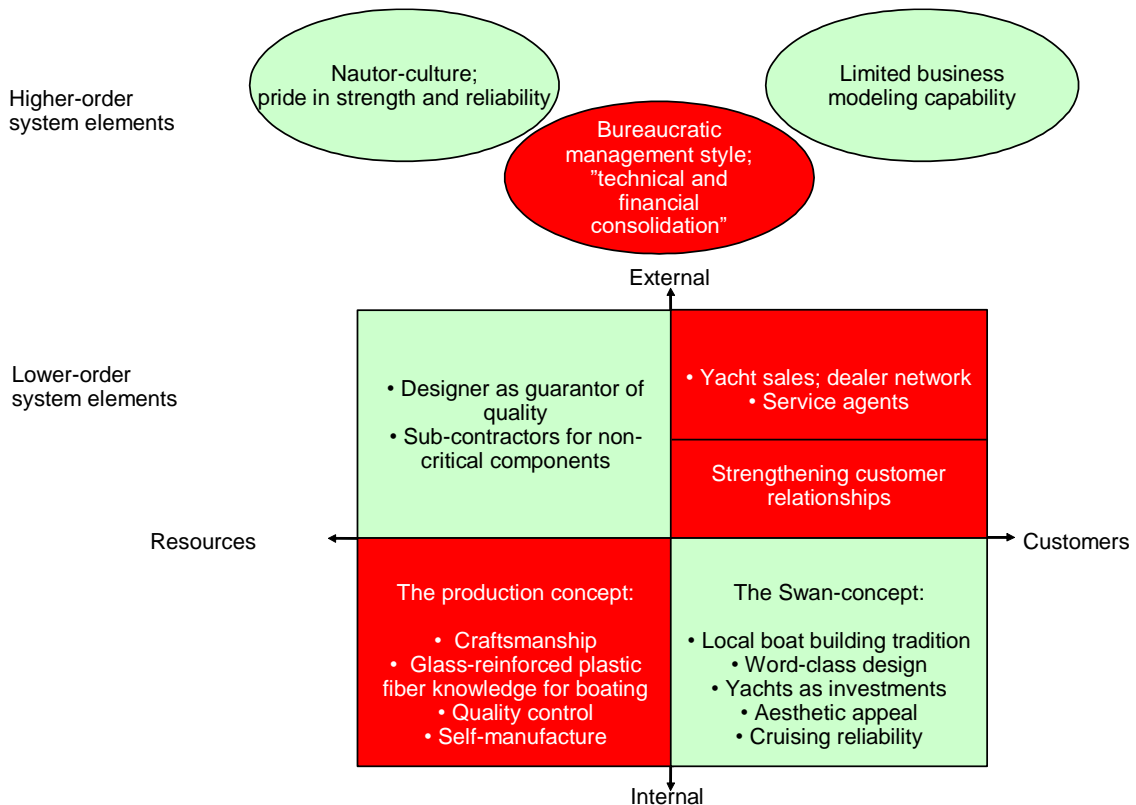 Higher-order
system elements
Nautor-culture;
pride in strength and reliability
Limited business
modeling capability
Bureaucratic
management style;
”technical and
financial
consolidation”
External
Lower-order
system elements
• Designer as guarantor of
quality
• Sub-contractors for non-
critical components
• Yacht sales; dealer network
• Service agents
Strengthening customer
relationships
Resources
Customers
The production concept:
• Craftsmanship
• Glass-reinforced plastic
fiber knowledge for boating
• Quality control
• Self-manufacture
The Swan-concept:
• Local boat building tradition
• Word-class design
• Yachts as investments
• Aesthetic appeal
• Cruising reliability
Internal